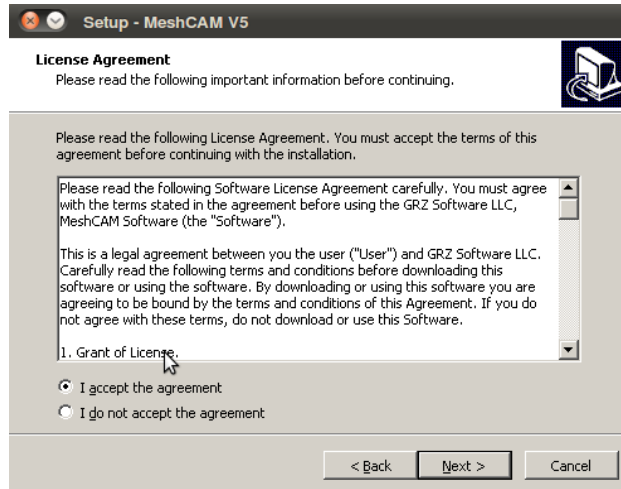 Setup - MeshCAM V5
License Agreement
Please read the following important information before continuing.
Please read the following License Agreement. You must accept the terms of this
agreement before continuing with the installation.
Please read the following Software License Agreement carefully. You must agree
with the terms stated in the agreement before using the GRZ Software LLC,
MeshCAM Software (the "Software").
This is a legal agreement between you the user ("User") and GRZ Software LLC.
Carefully read the following terms and conditions before downloading this
software or using the software. By downloading or using this software you are
agreeing to be bound by the terms and conditions of this Agreement. If you do
not agree with these terms, do not download or use this Software.
1. Grant of License.
I accept the agreement
I do not accept the agreement
< Back Next > Cancel